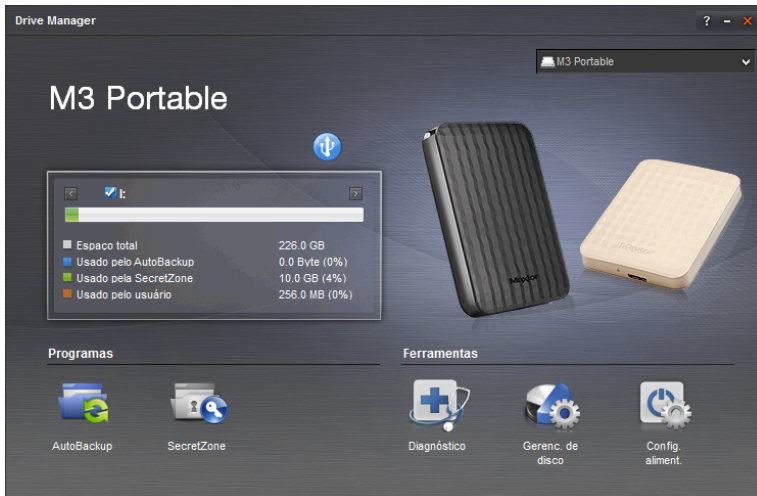 Drive Manager
? - ×
M3 Portable
M3 Portable
I:
Espaço total 226.0 GB
Usado pelo AutoBackup 0.0 Byte (0%)
Usado pela SecretZone 10.0 GB (4%)
Usado pelo usuário 256.0 MB (0%)
Maxtor
Maxtor
Programas
Ferramentas
AutoBackup
SecretZone
Diagnóstico
Gerenc. de
disco
Config.
aliment.